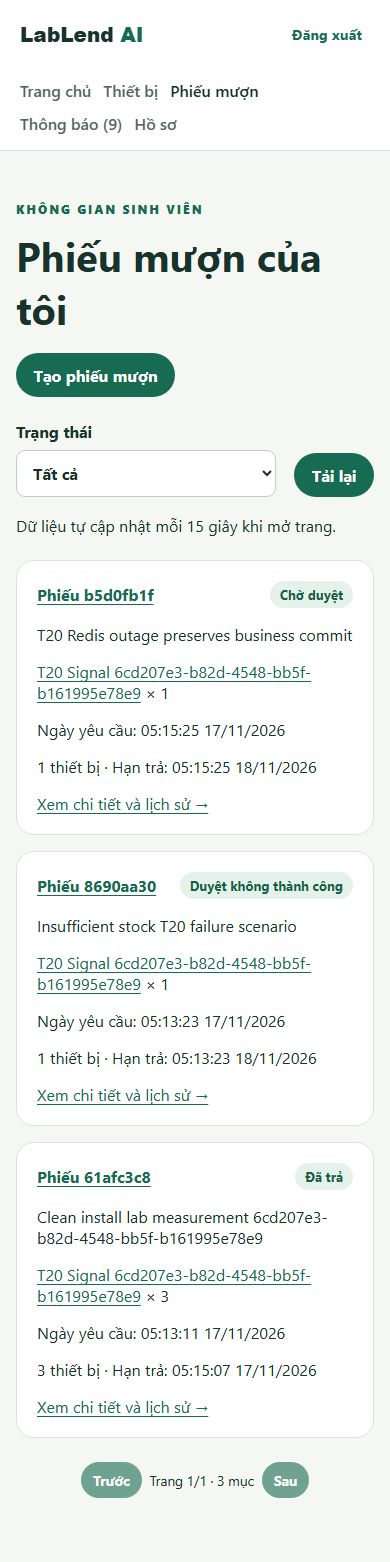 LabLend AI
Đăng xuất
Trang chủ Thiết bị Phiếu mượn
Thông báo (9) Hồ sơ
KHÔNG GIAN SINH VIÊN
Phiếu mượn của
tôi
Tạo phiếu mượn
Trạng thái
Tất cả
Tải lại
Dữ liệu tự cập nhật mỗi 15 giây khi mở trang.
Phiếu b5d0fb1f
Chờ duyệt
T20 Redis outage preserves business commit
T20 Signal 6cd207e3-b82d-4548-bb5f-
b161995e78e9 × 1
Ngày yêu cầu: 05:15:25 17/11/2026
1 thiết bị · Hạn trả: 05:15:25 18/11/2026
Xem chi tiết và lịch sử →
Phiếu 8690aa30
Duyệt không thành công
Insufficient stock T20 failure scenario
T20 Signal 6cd207e3-b82d-4548-bb5f-
b161995e78e9 × 1
Ngày yêu cầu: 05:13:23 17/11/2026
1 thiết bị · Hạn trả: 05:13:23 18/11/2026
Xem chi tiết và lịch sử →
Phiếu 61afc3c8
Đã trả
Clean install lab measurement 6cd207e3-
b82d-4548-bb5f-b161995e78e9
T20 Signal 6cd207e3-b82d-4548-bb5f-
b161995e78e9 × 3
Ngày yêu cầu: 05:13:11 17/11/2026
3 thiết bị · Hạn trả: 05:15:07 17/11/2026
Xem chi tiết và lịch sử →
Trước
Trang 1/1 · 3 mục
Sau